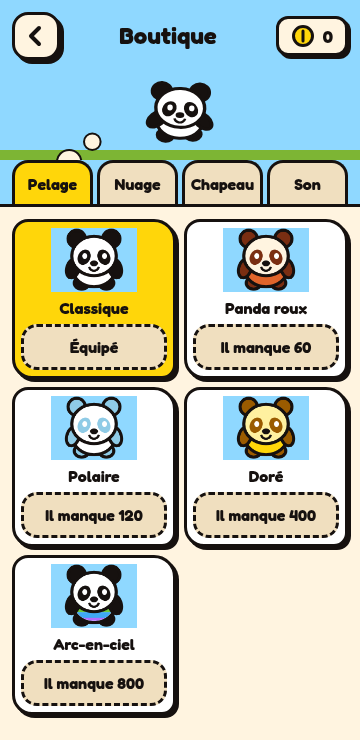 Boutique
0
Pelage
Nuage
Chapeau
Son
Classique
Équipé
Panda roux
Il manque 60
Polaire
Il manque 120
Doré
Il manque 400
Arc-en-ciel
Il manque 800